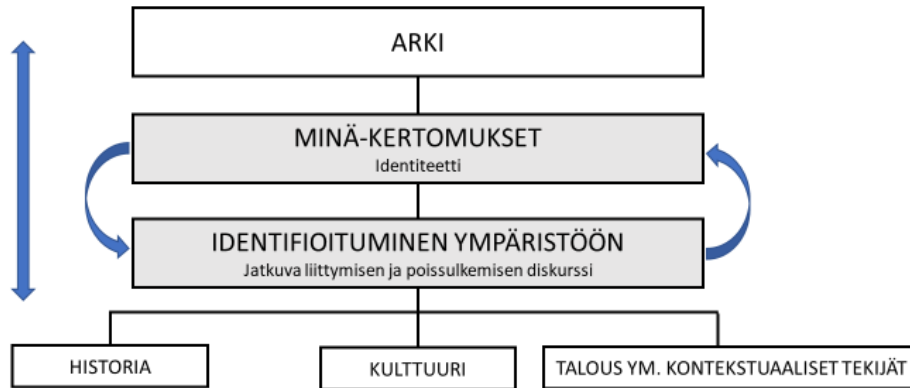 ARKI
MINÄ-KERTOMUKSET
Identiteetti
IDENTIFIOITUMINEN YMPÄRISTÖÖN
Jatkuva liittymisen ja poissulkemisen diskurssi
HISTORIA
KULTTUURI
TALOUS YM. KONTEKSTUAALISET TEKIJÄT